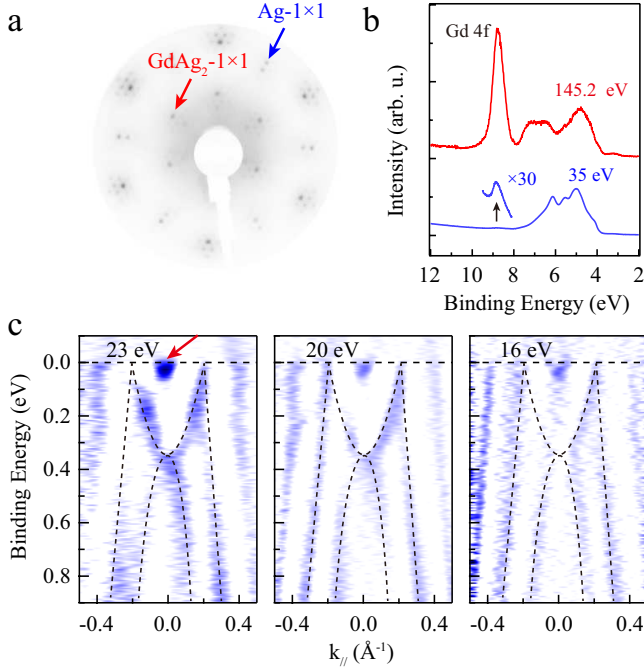 a
Ag-1×1
GdAg₂-1×1
b
Gd 4f
145.2 eV
×30
35 eV
Intensity (arb. u.)
12
10
8
6
4
2
Binding Energy (eV)
c
23 eV
20 eV
16 eV
0.0
0.2
0.4
0.6
0.8
Binding Energy (eV)
-0.4
0.0
0.4
-0.4
0.0
0.4
-0.4
0.0
0.4
k// (Å⁻¹)